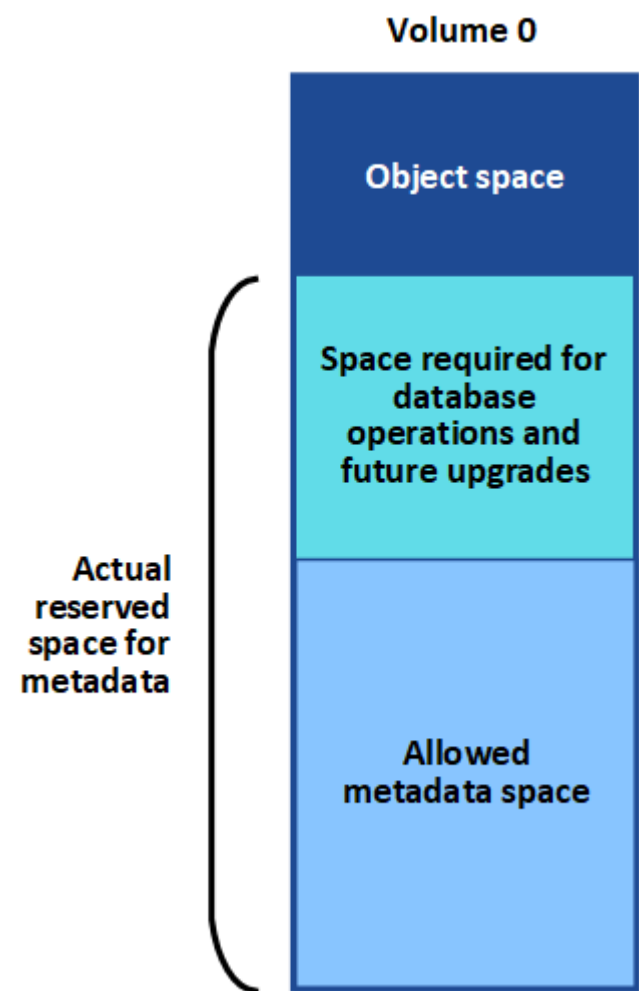 Volume 0
Object space
Space required for
database
operations and
future upgrades
Actual
reserved
space for
metadata
Allowed
metadata space